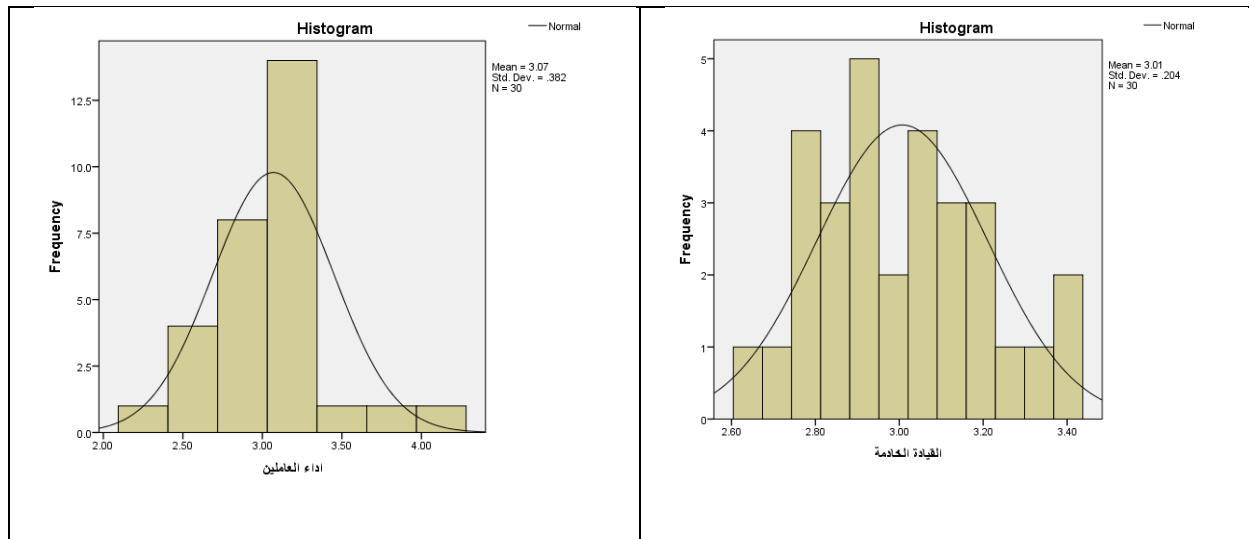 Histogram
Normal
Mean = 3.07
Std. Dev. = .382
N = 30
Frequency
12.5
10.0
7.5
5.0
2.5
0.0
2.00
2.50
3.00
3.50
4.00
اداء العاملين
Histogram
Normal
Mean = 3.01
Std. Dev. = .204
N = 30
Frequency
5
4
3
2
1
0
2.60
2.80
3.00
3.20
3.40
القيادة الخادمة